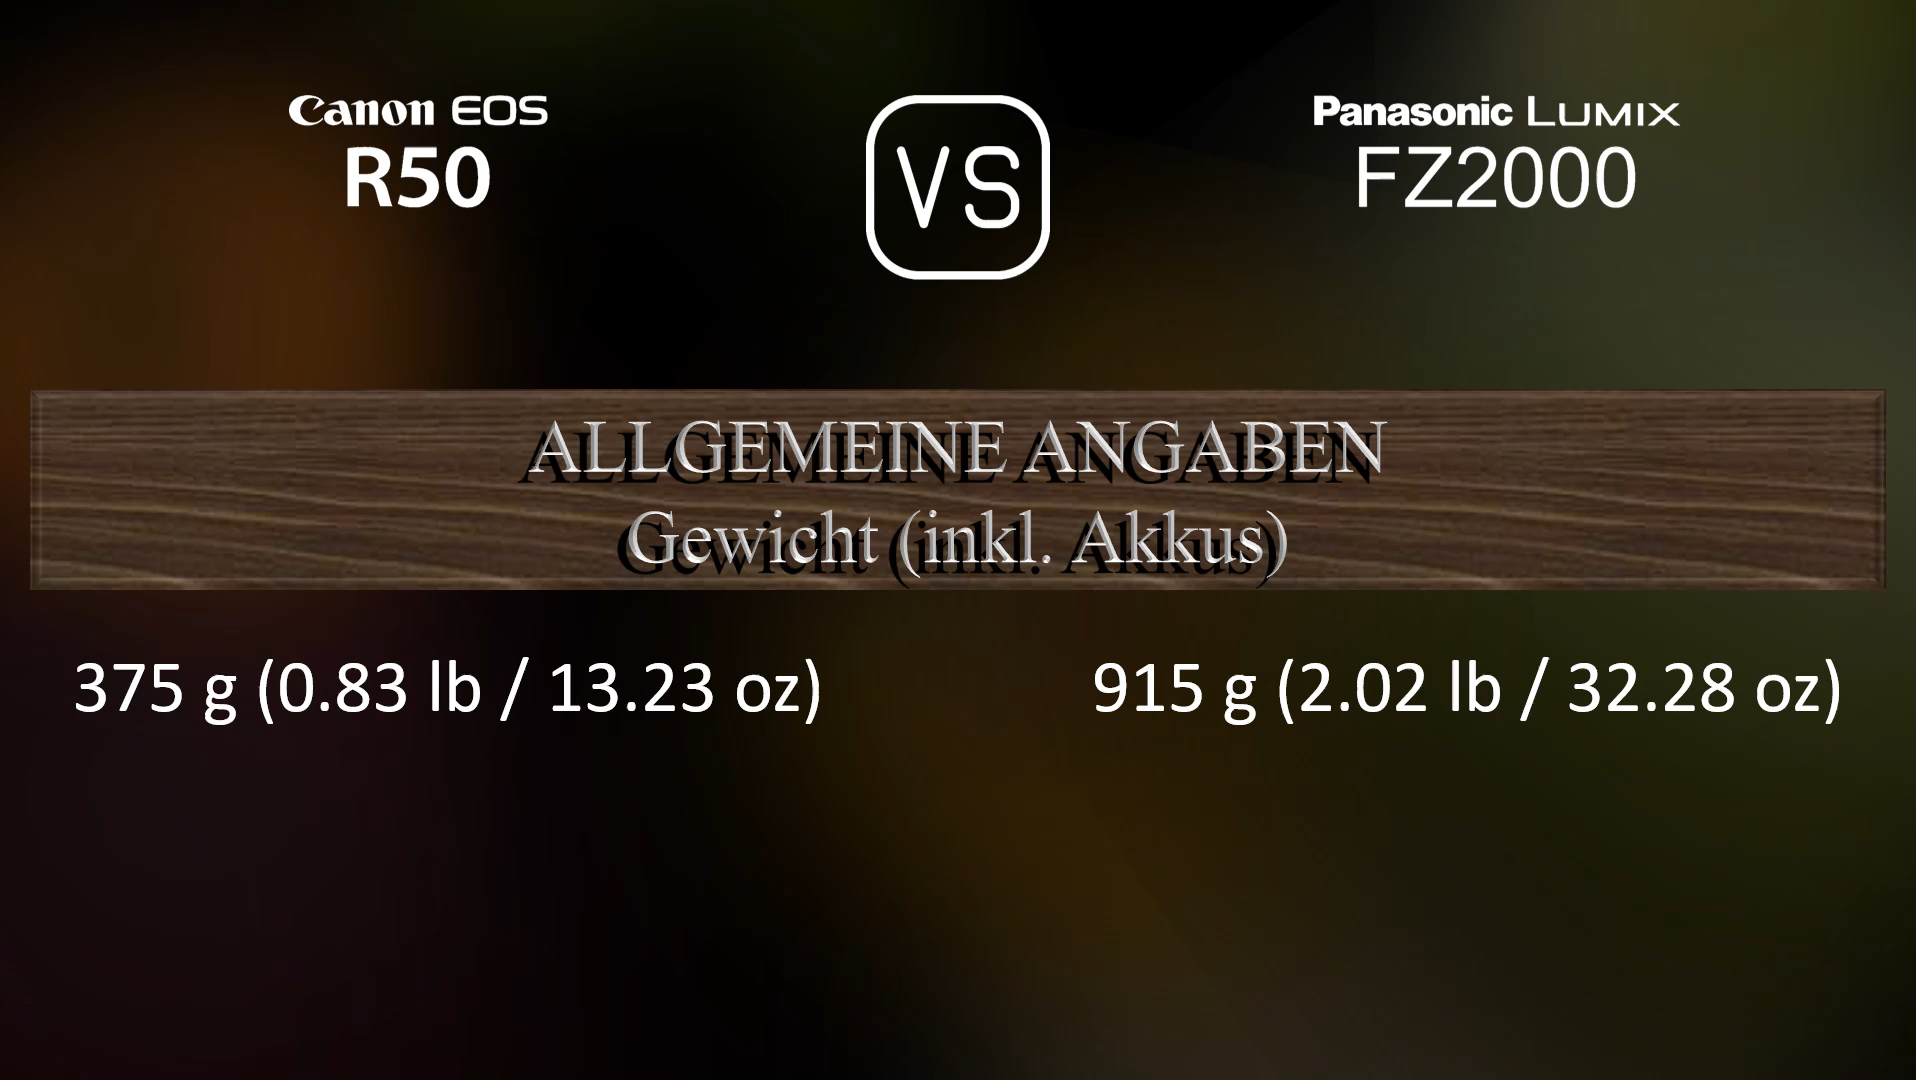 Canon EOS
R50
VS
Panasonic LUMIX
FZ2000
ALLGEMEINE ANGABEN
Gewicht (inkl. Akkus)
375 g (0.83 lb / 13.23 oz)
915 g (2.02 lb / 32.28 oz)